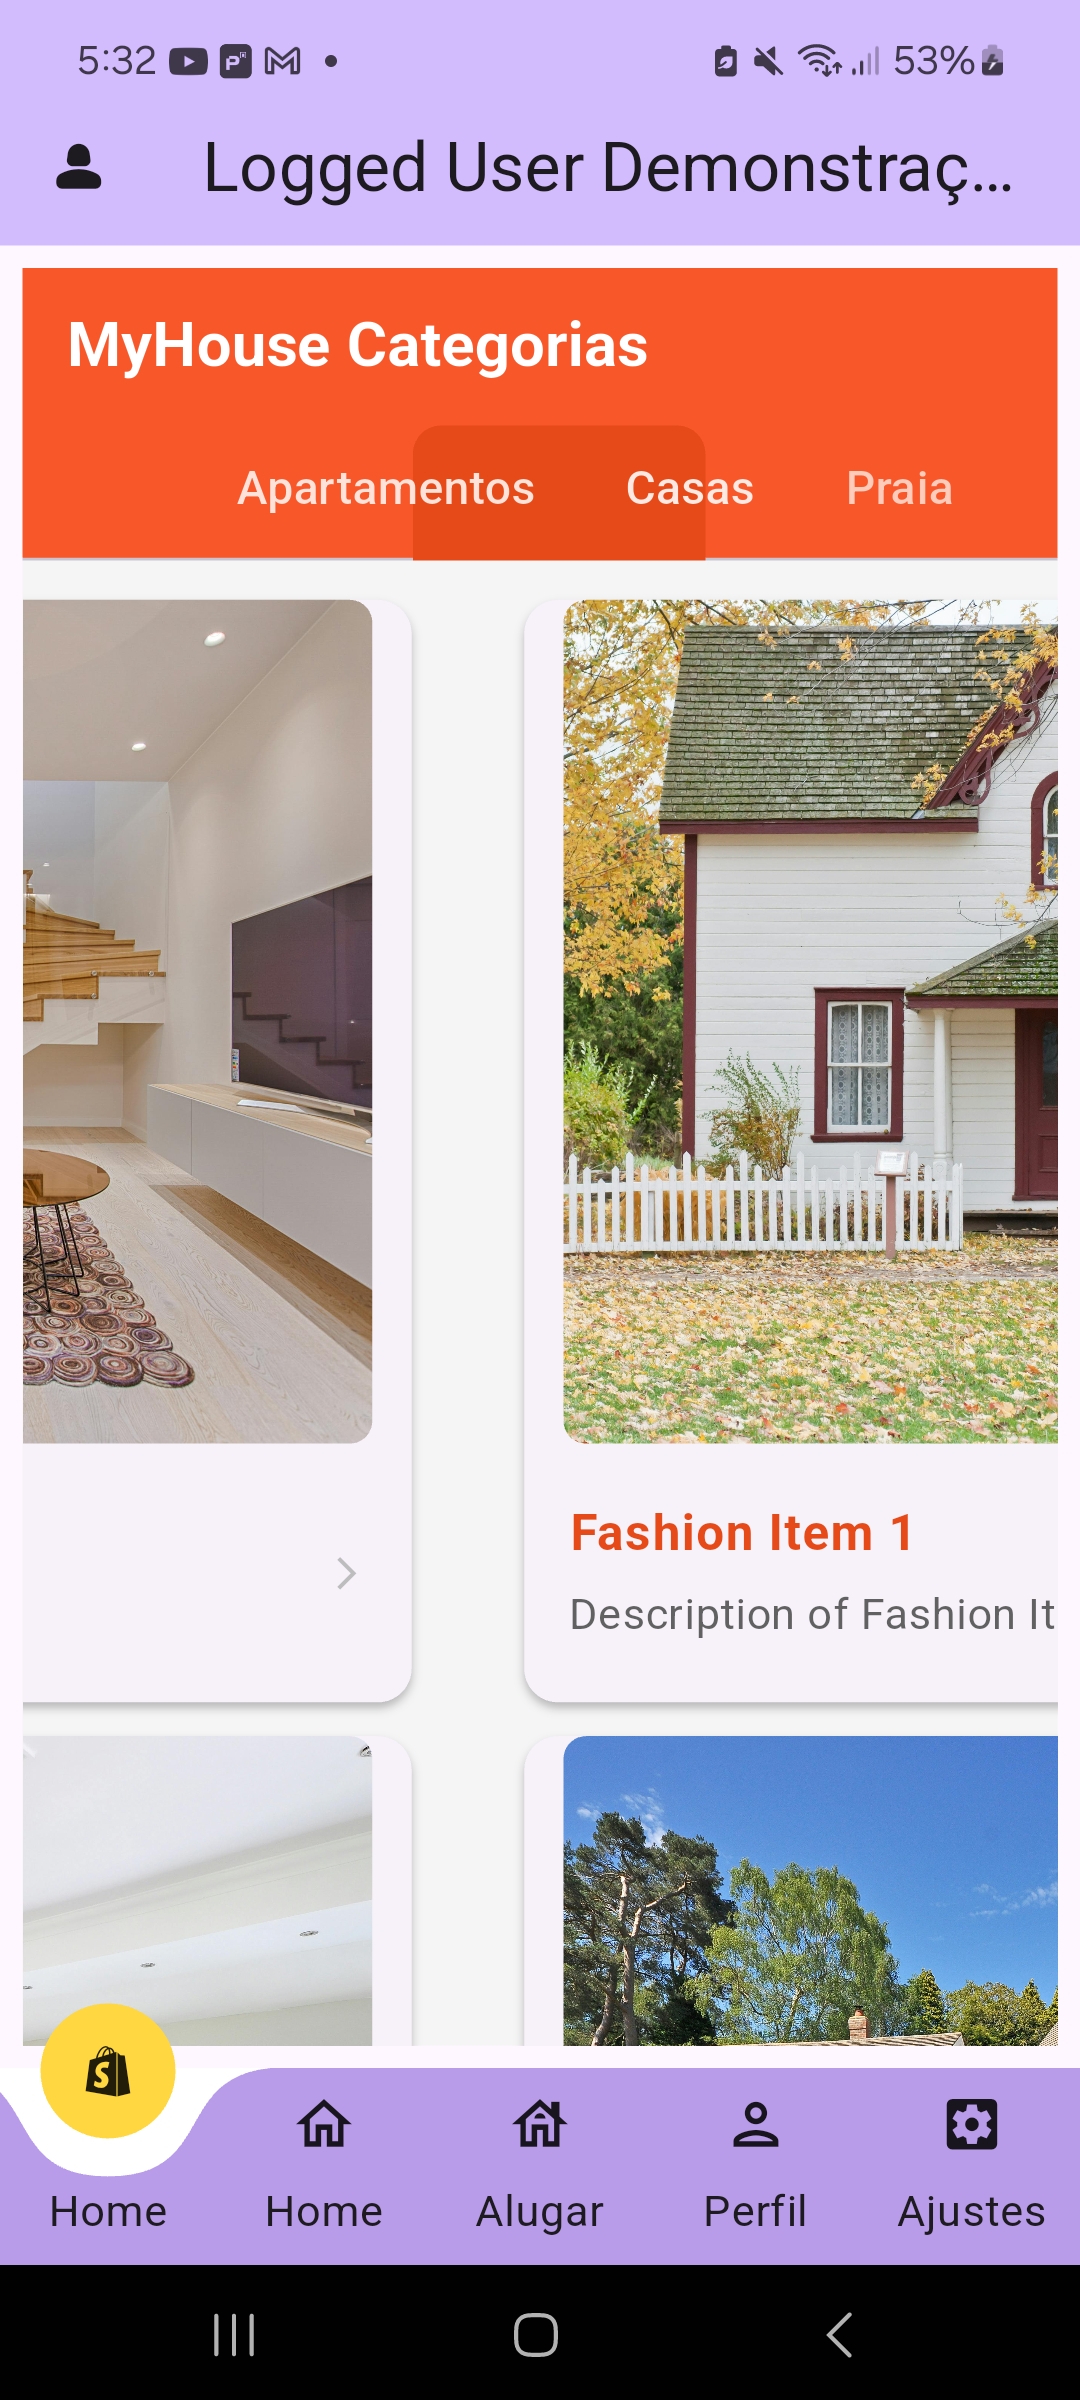 5:32 53%
Logged User Demonstraç...
MyHouse Categorias
Apartamentos Casas Praia
Fashion Item 1
Description of Fashion It
Home Home Alugar Perfil Ajustes